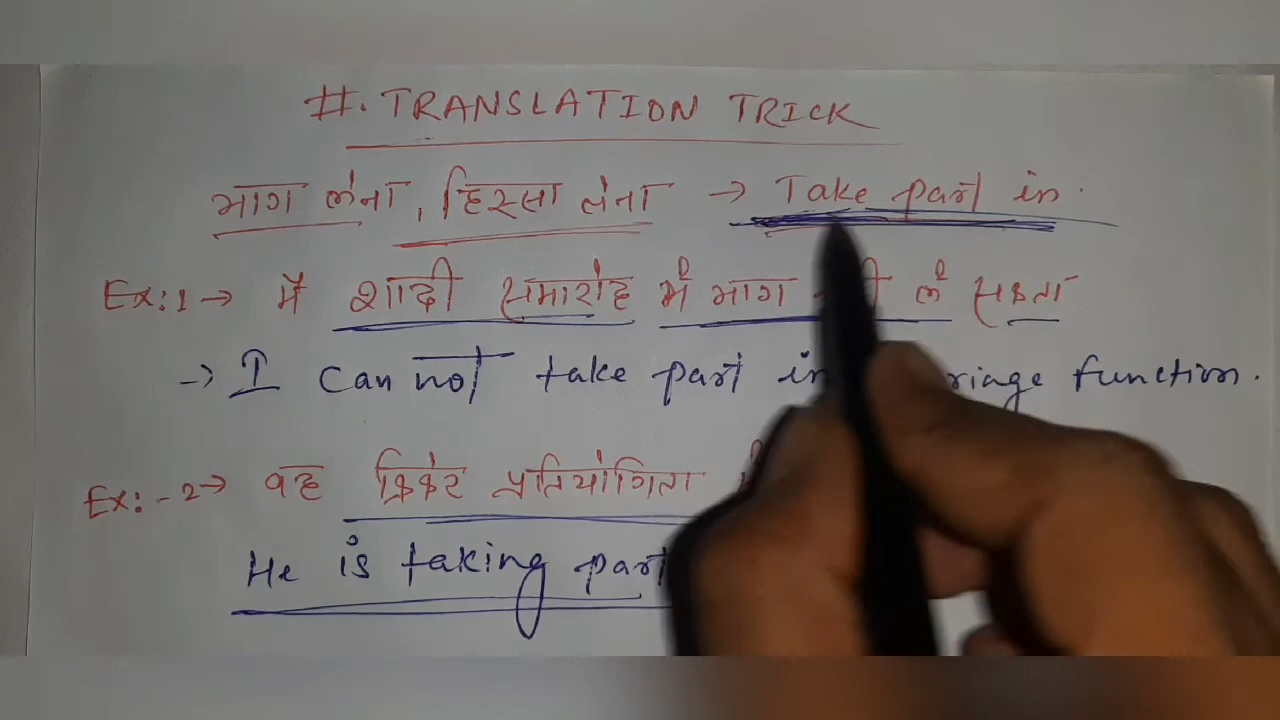 #. TRANSLATION TRICK
भाग लेना, हिस्सा लेना → Take part in.
Ex:1→ में शादी समारोह में भाग ले सकता
→ I can not take part in function.
Ex:-2→ वह क्रिकेट प्रतियोगिता
He is taking part